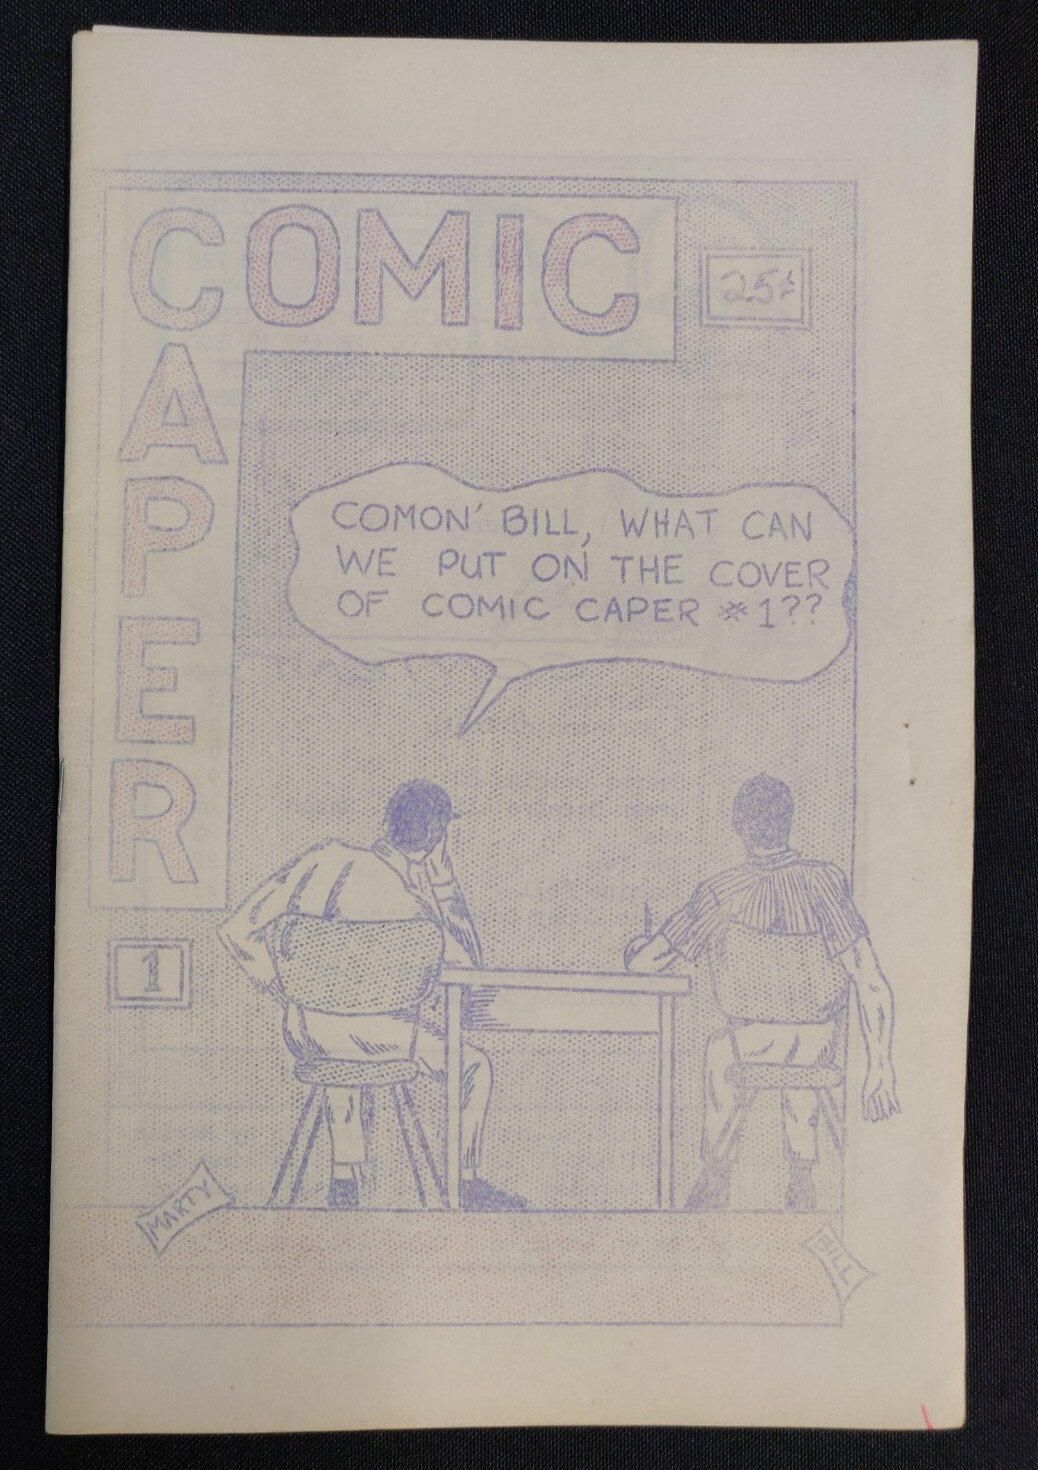 COMIC
CAPER
25¢
COMON' BILL, WHAT CAN
WE PUT ON THE COVER
OF COMIC CAPER #1??
1
MARTY
BILL